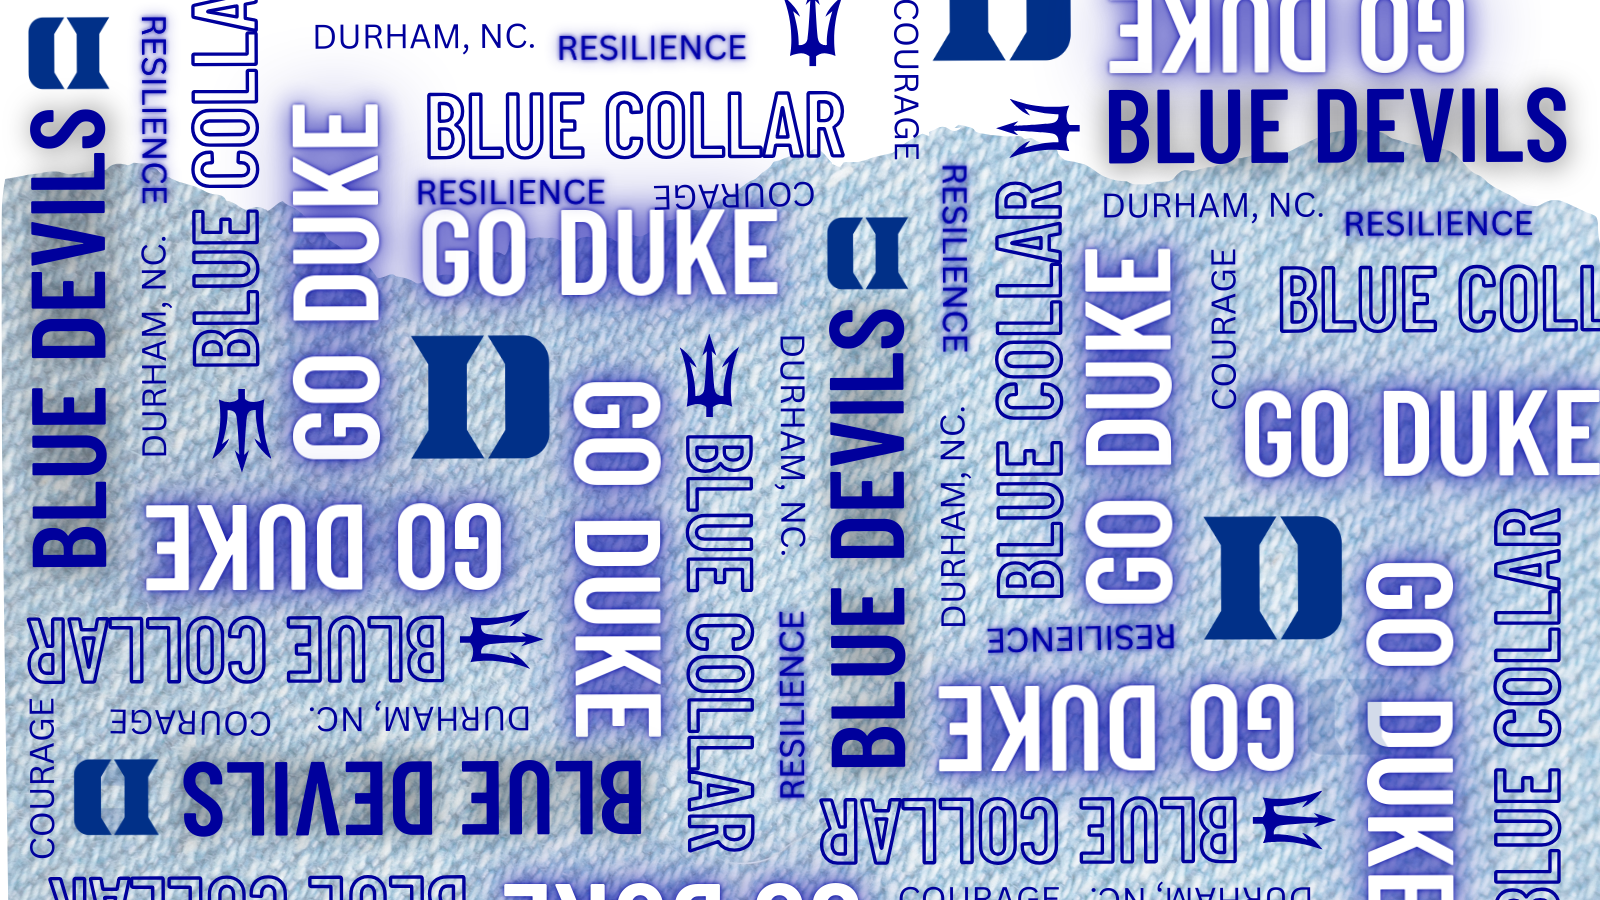 DURHAM, NC.
RESILIENCE
RESILIENCE
BLUE COLLA
COURAGE
GO DUKE
BLUE DEVILS
BLUE COLLAR
BLUE DEVILS
RESILIENCE
COURAGE
GO DUKE
GO DUKE
DURHAM, NC.
RESILIENCE
BLUE COLLAR
DURHAM, NC.
RESILIENCE
DURHAM, NC.
GO DUKE
COURAGE
BLUE COLL
GO DUKE
BLUE DEVILS
DURHAM, NC.
GO DUKE
BLUE COLLAR
DURHAM, NC.
GO DUKE
BLUE COLLAR
GO DUKE
BLUE COLLAR
RESILIENCE
RESILIENCE
GO DUKE
COURAGE
COURAGE
DURHAM, NC.
BLUE DEVILS
BLUE COLLAR
BLUE COLLAR
GO DUKE
COURAGE
DURHAM, NC.